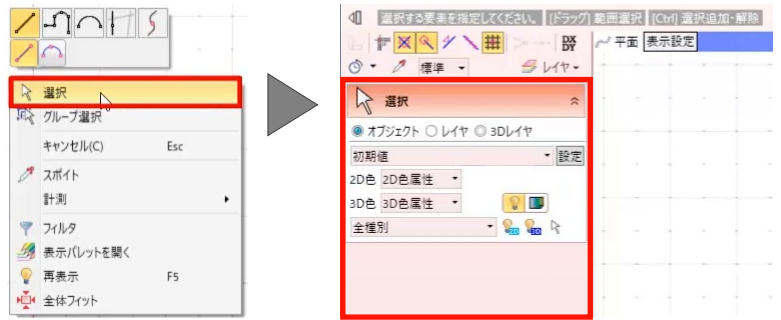 選択
グループ選択
キャンセル(C) Esc
スポイト
計測
フィルタ
表示パレットを開く
再表示 F5
全体フィット
選択する要素を指定してください。 [ドラッグ] 範囲選択 [Ctrl] 選択追加・解除
DX
DY
平面 表示設定
標準 レイヤ
選択
オブジェクト レイヤ 3Dレイヤ
初期値 設定
2D色 2D色属性
3D色 3D色属性
全種別 2D 3D